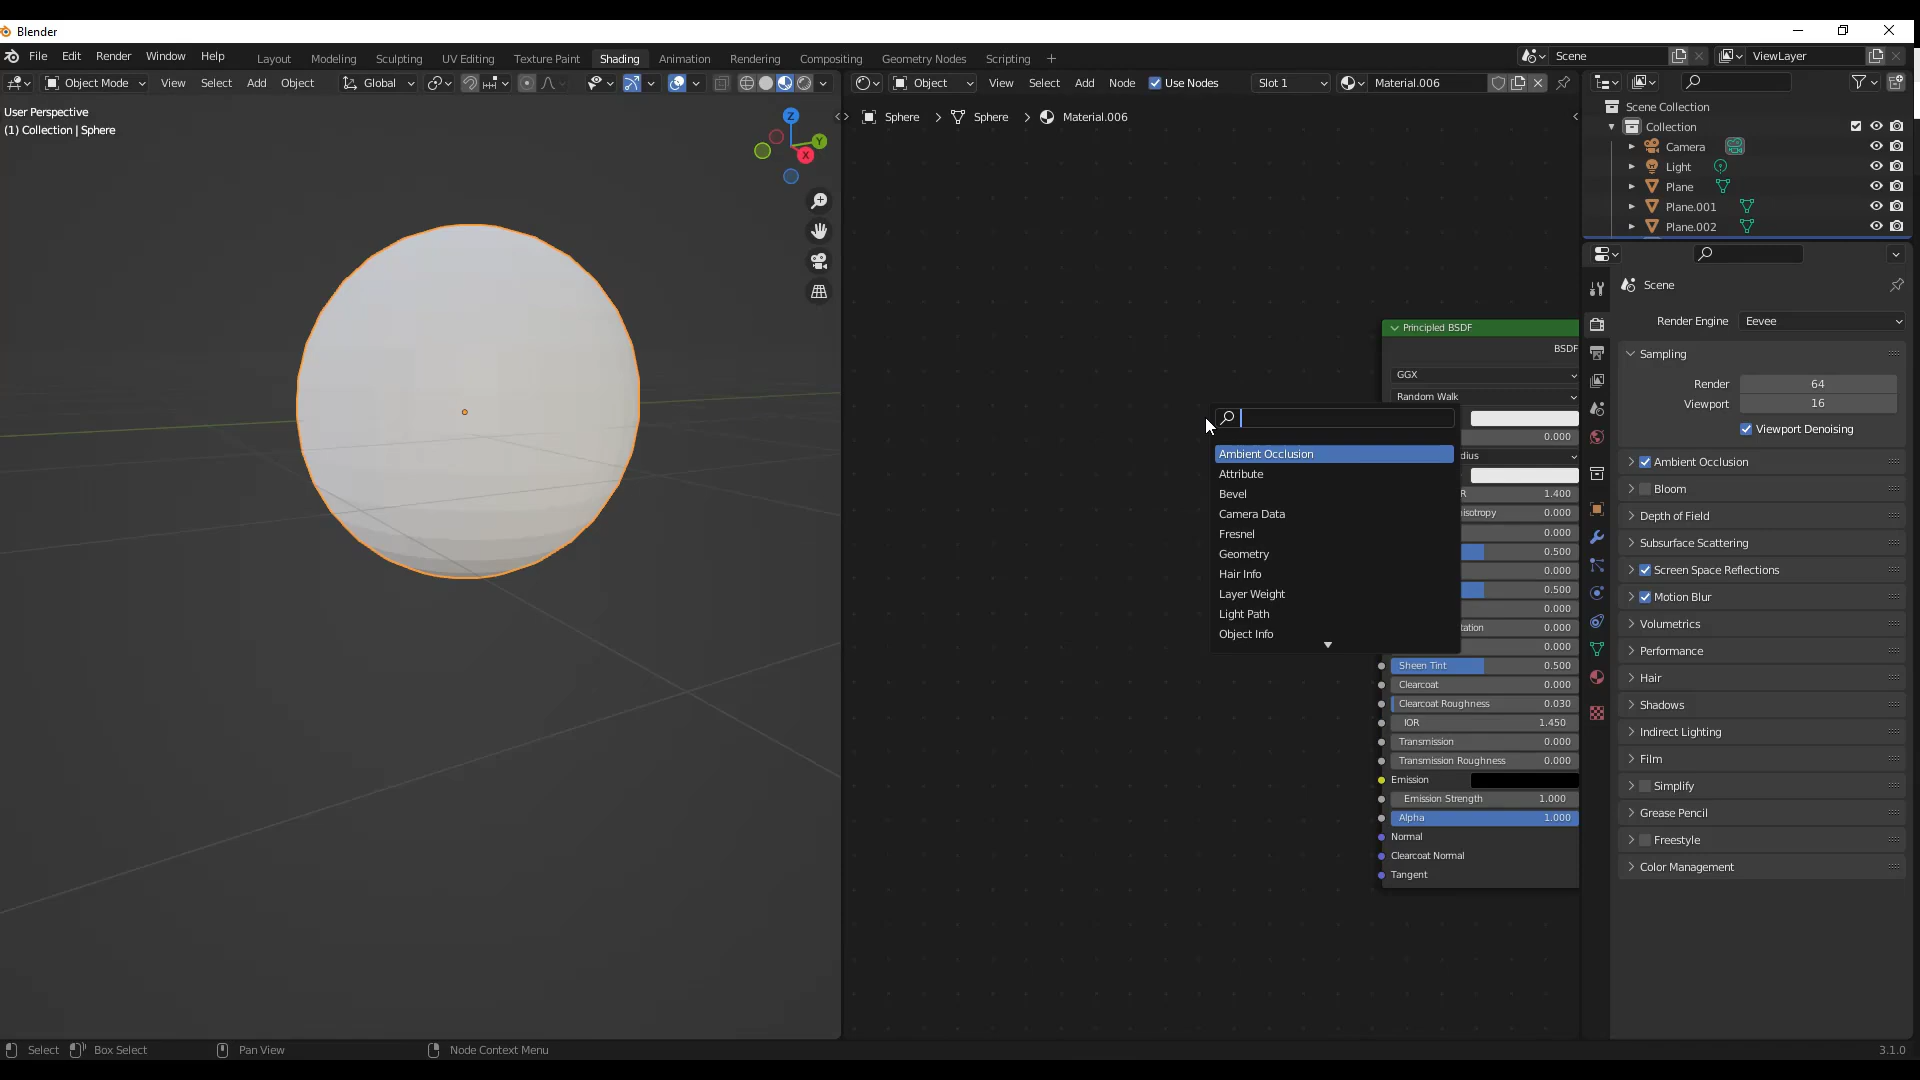 Blender
File Edit Render Window Help
Layout Modeling Sculpting UV Editing Texture Paint Shading Animation Rendering Compositing Geometry Nodes Scripting +
Scene
ViewLayer
Object Mode View Select Add Object Global
Object View Select Add Node Use Nodes Slot 1 Material.006
User Perspective
(1) Collection | Sphere
Z
Y
X
Sphere > Sphere > Material.006
Principled BSDF
BSDF
GGX
Random Walk
0.000
dius
R 1.400
isotropy 0.000
0.000
0.500
0.000
0.500
0.000
tation 0.000
0.000
Sheen Tint 0.500
Clearcoat 0.000
Clearcoat Roughness 0.030
IOR 1.450
Transmission 0.000
Transmission Roughness 0.000
Emission
Emission Strength 1.000
Alpha 1.000
Normal
Clearcoat Normal
Tangent
Ambient Occlusion
Attribute
Bevel
Camera Data
Fresnel
Geometry
Hair Info
Layer Weight
Light Path
Object Info
Scene Collection
Collection
Camera
Light
Plane
Plane.001
Plane.002
Scene
Render Engine Eevee
Sampling
Render 64
Viewport 16
Viewport Denoising
Ambient Occlusion
Bloom
Depth of Field
Subsurface Scattering
Screen Space Reflections
Motion Blur
Volumetrics
Performance
Hair
Shadows
Indirect Lighting
Film
Simplify
Grease Pencil
Freestyle
Color Management
Select Box Select Pan View Node Context Menu
3.1.0